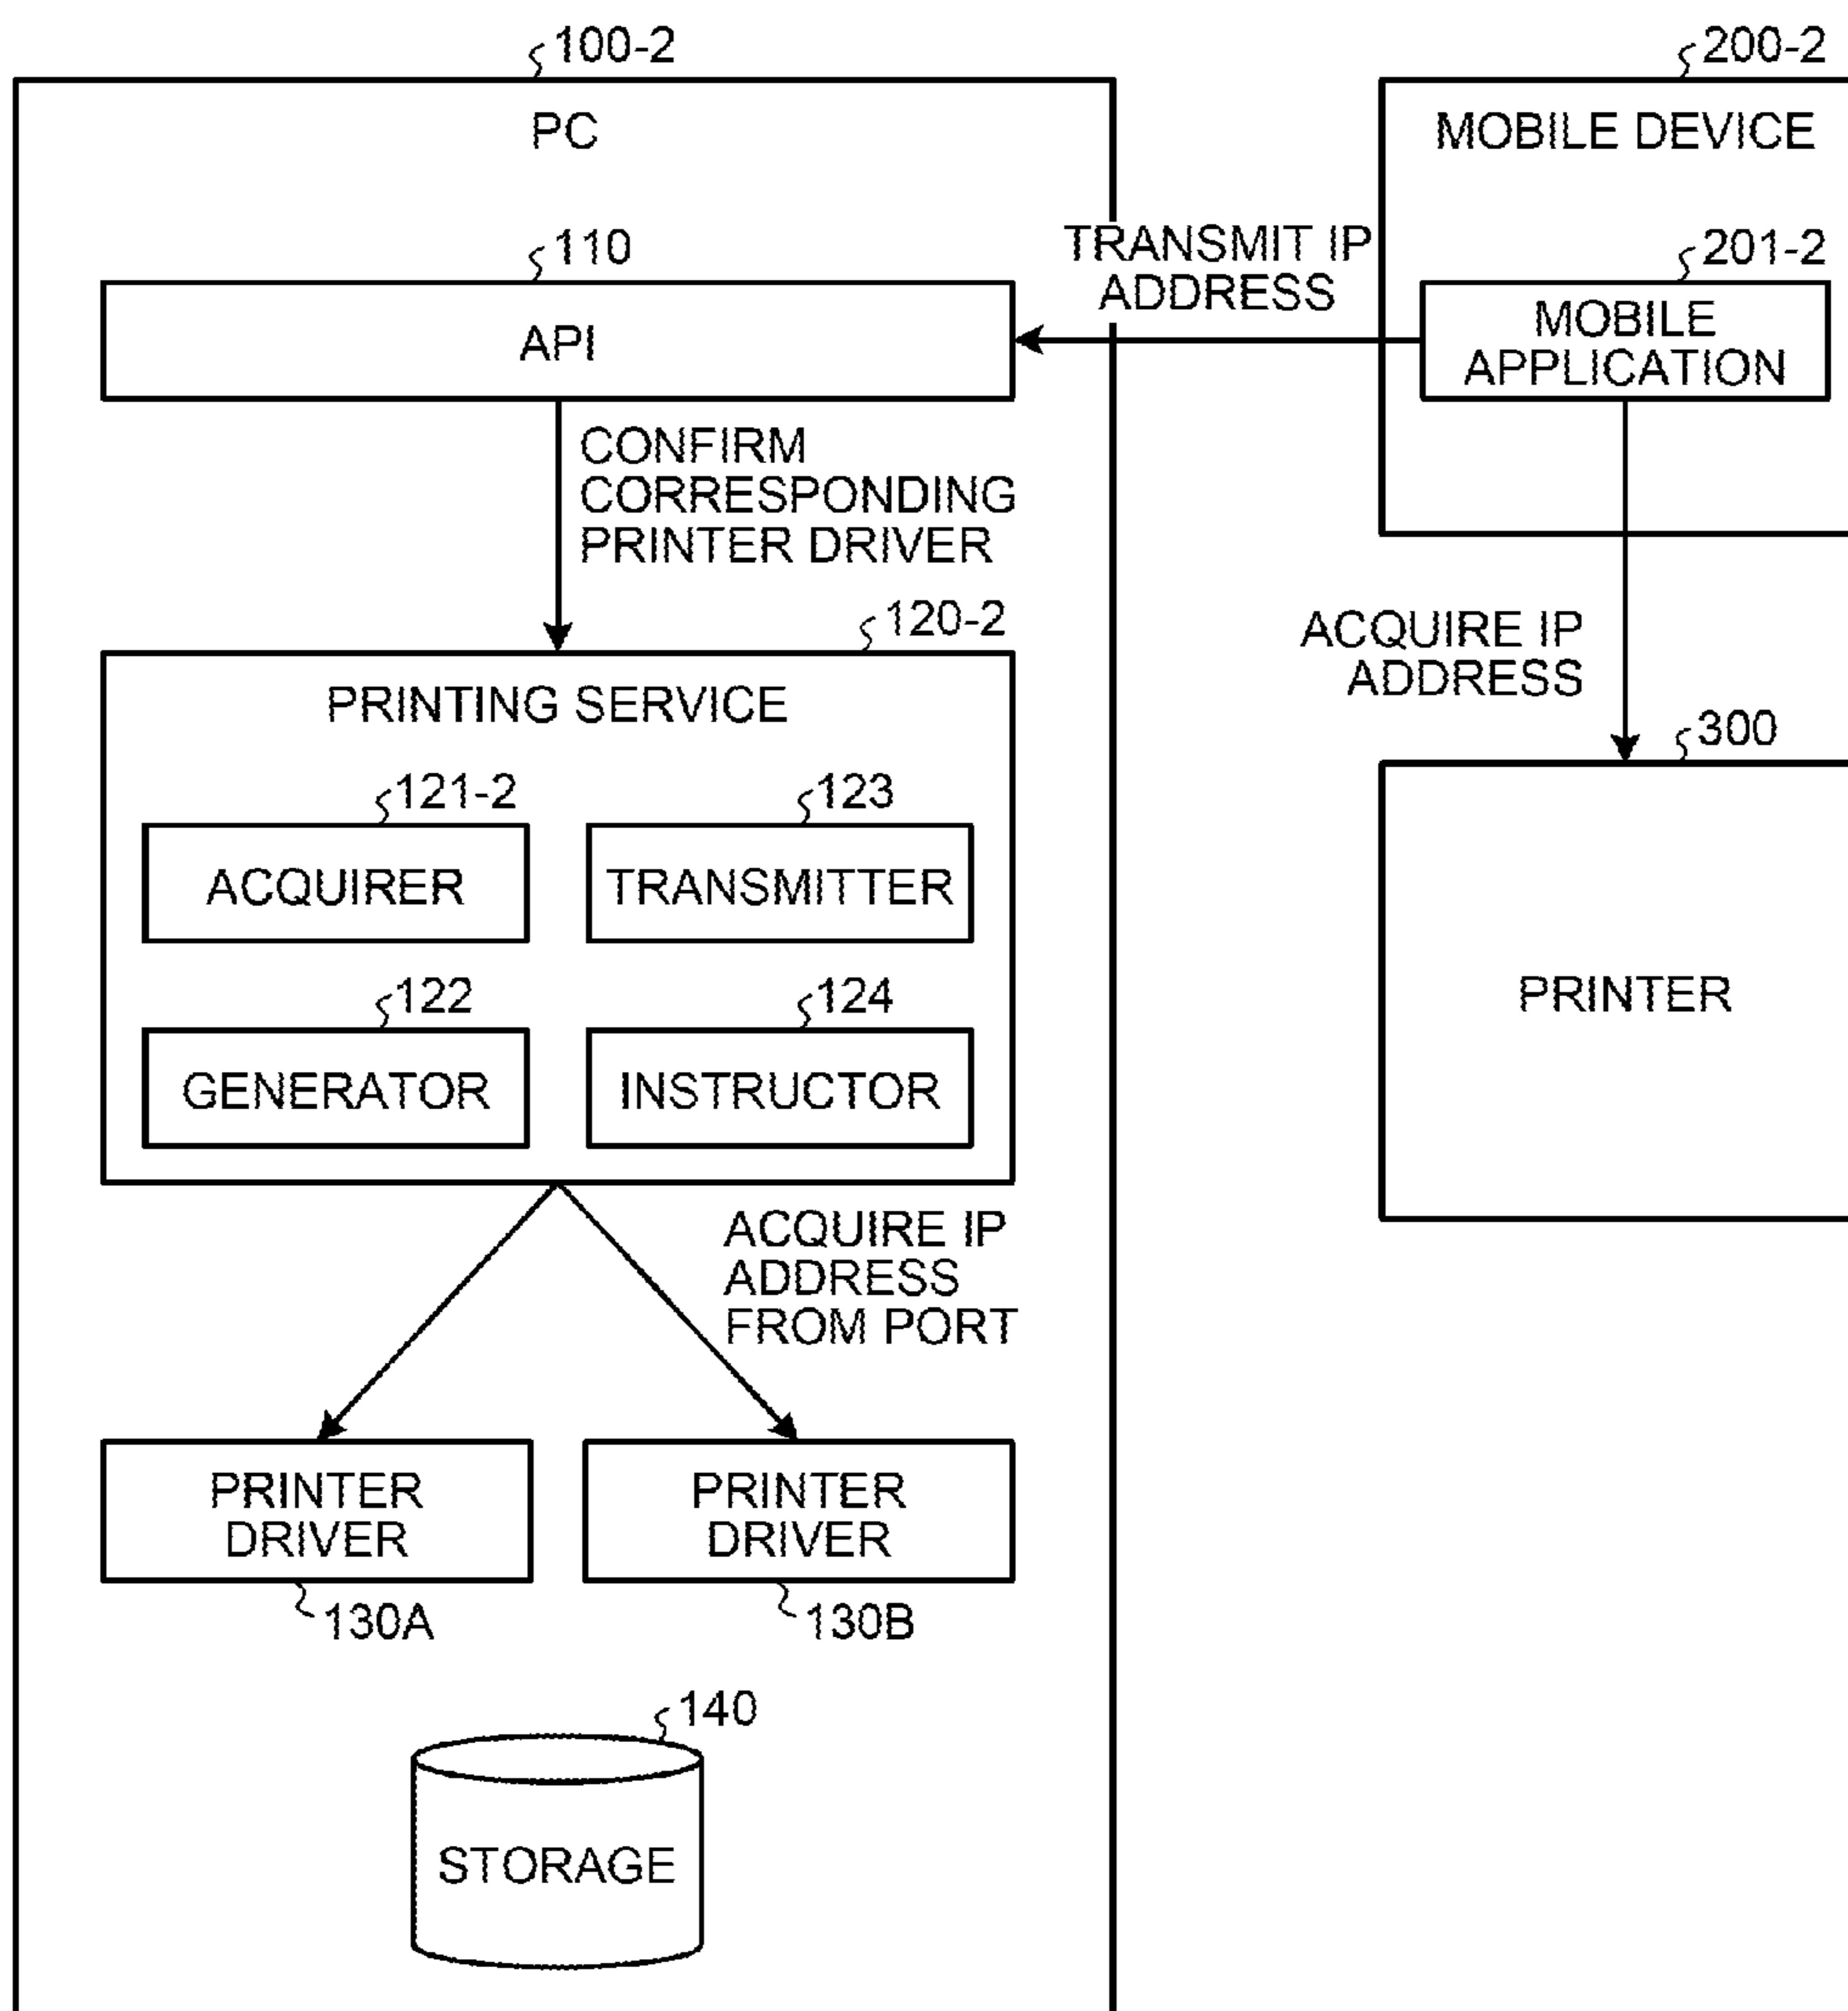 100-2
PC
200-2
MOBILE DEVICE
110
API
TRANSMIT IP
ADDRESS
201-2
MOBILE
APPLICATION
CONFIRM
CORRESPONDING
PRINTER DRIVER
ACQUIRE IP
ADDRESS
120-2
PRINTING SERVICE
121-2
ACQUIRER
123
TRANSMITTER
122
GENERATOR
124
INSTRUCTOR
300
PRINTER
ACQUIRE IP
ADDRESS
FROM PORT
PRINTER
DRIVER
130A
PRINTER
DRIVER
130B
140
STORAGE